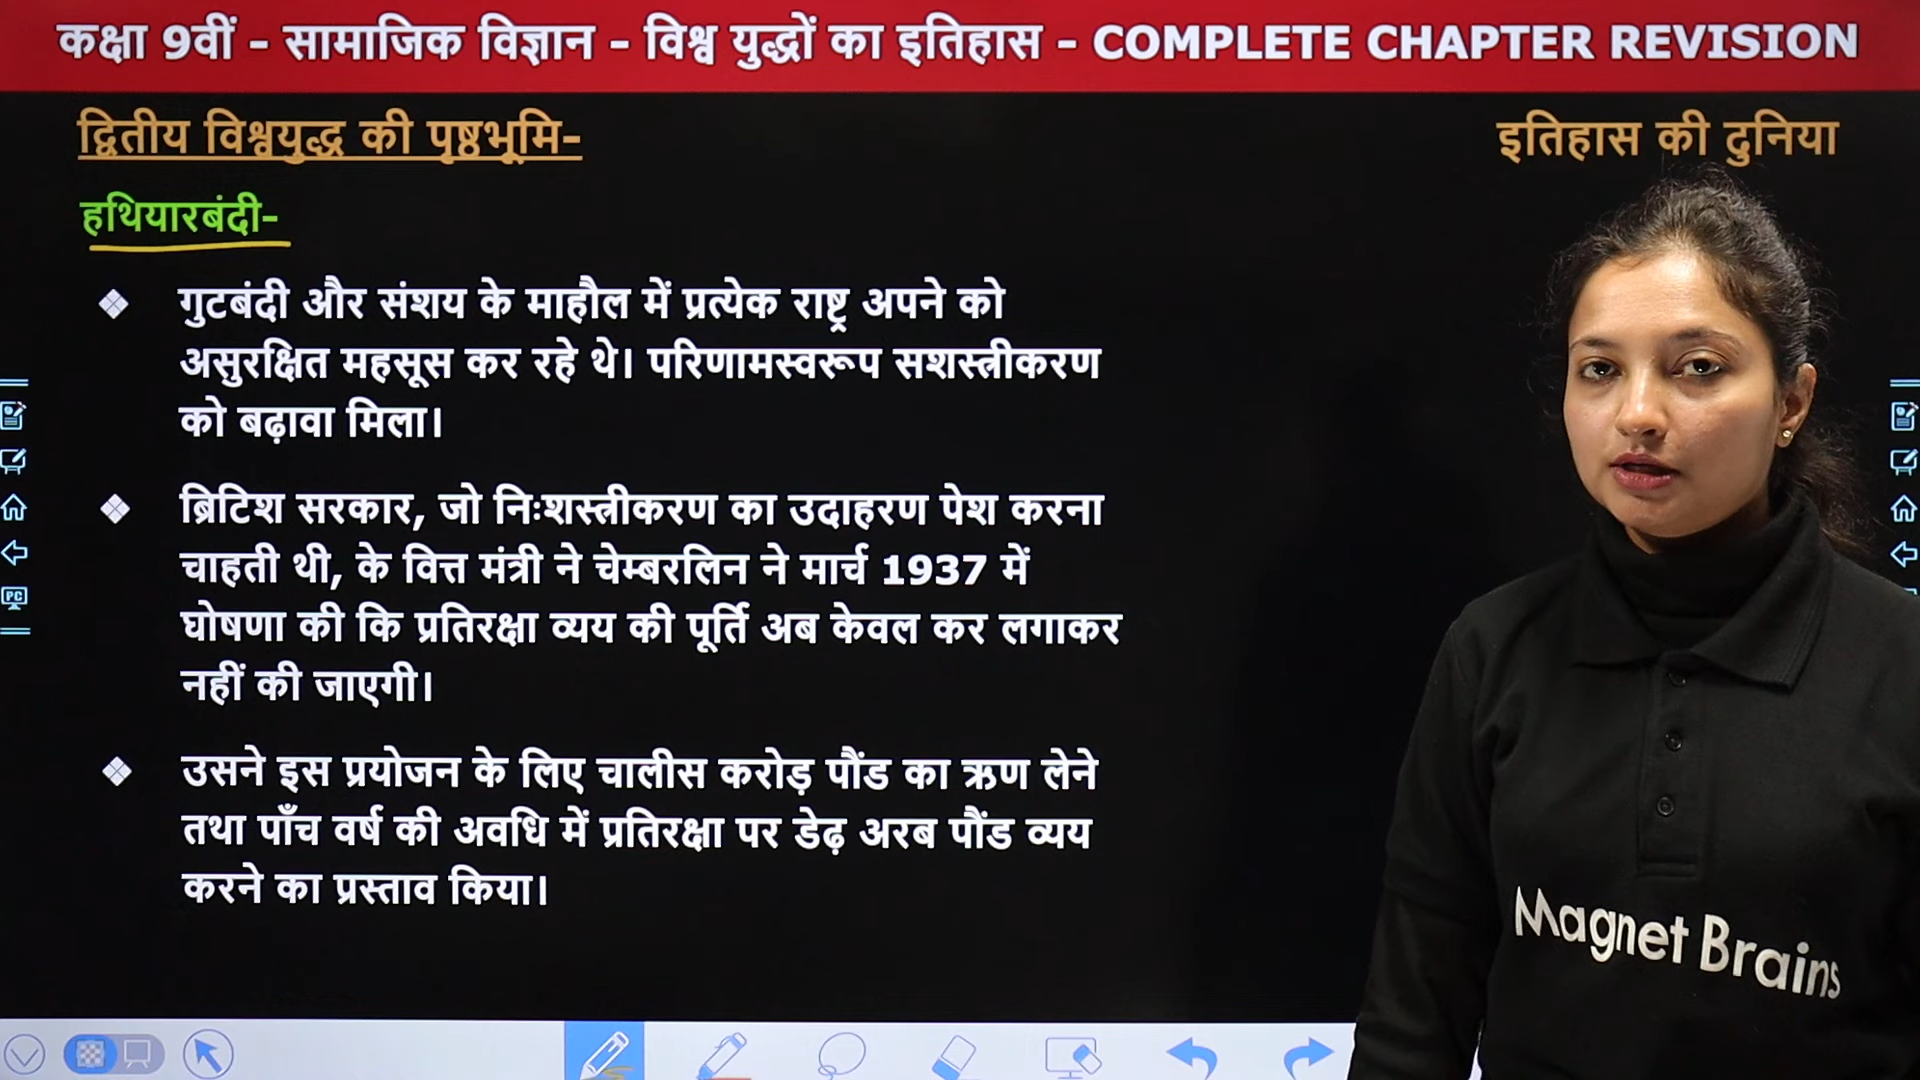 कक्षा 9वीं - सामाजिक विज्ञान - विश्व युद्धों का इतिहास - COMPLETE CHAPTER REVISION
द्वितीय विश्वयुद्ध की पृष्ठभूमि-
इतिहास की दुनिया
हथियारबंदी-
❖ गुटबंदी और संशय के माहौल में प्रत्येक राष्ट्र अपने को
असुरक्षित महसूस कर रहे थे। परिणामस्वरूप सशस्त्रीकरण
को बढ़ावा मिला।
❖ ब्रिटिश सरकार, जो निःशस्त्रीकरण का उदाहरण पेश करना
चाहती थी, के वित्त मंत्री ने चेम्बरलिन ने मार्च 1937 में
घोषणा की कि प्रतिरक्षा व्यय की पूर्ति अब केवल कर लगाकर
नहीं की जाएगी।
❖ उसने इस प्रयोजन के लिए चालीस करोड़ पौंड का ऋण लेने
तथा पाँच वर्ष की अवधि में प्रतिरक्षा पर डेढ़ अरब पौंड व्यय
करने का प्रस्ताव किया।
Magnet Brains
PC